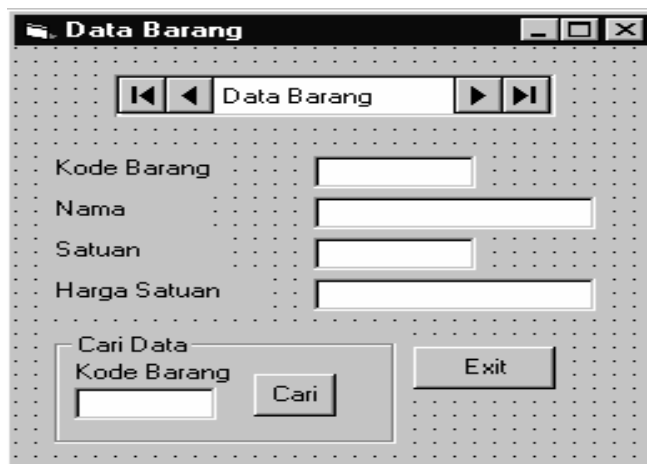 Data Barang
Data Barang
Kode Barang
Nama
Satuan
Harga Satuan
Cari Data
Kode Barang
Cari
Exit